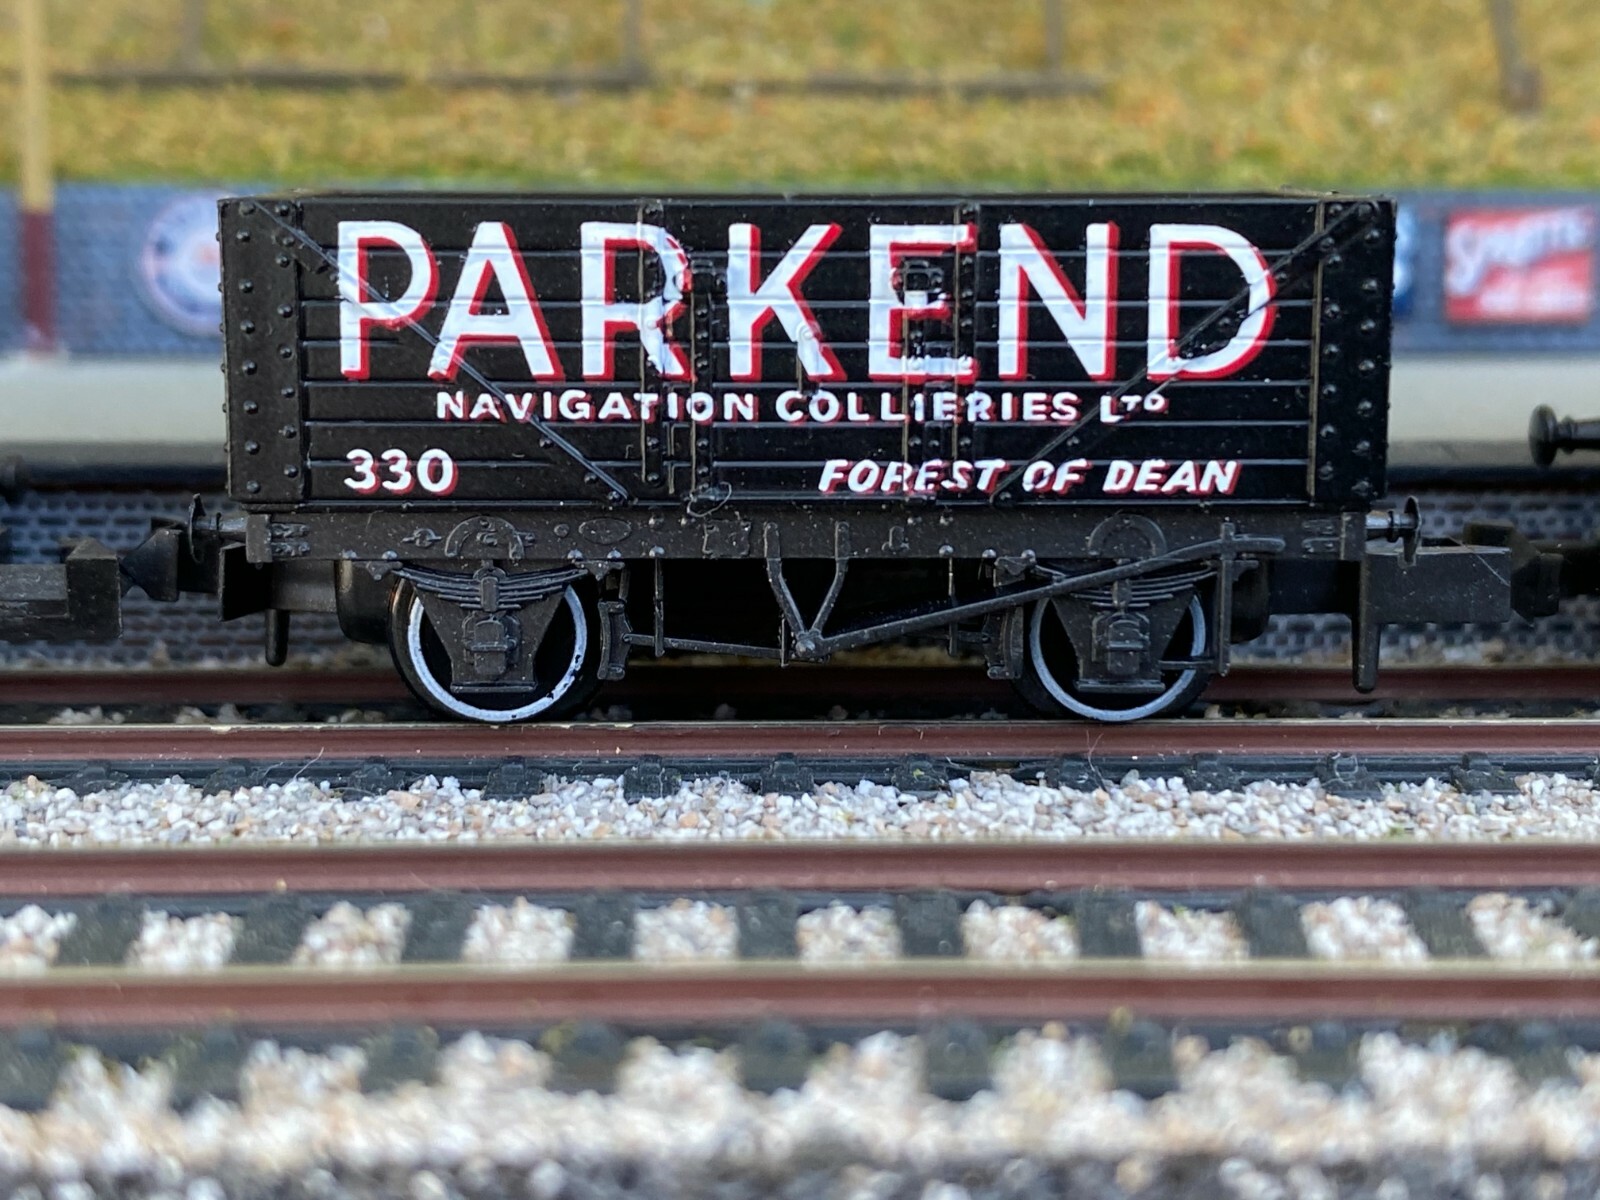 PARKEND
NAVIGATION COLLIERIES LTD
330
FOREST OF DEAN